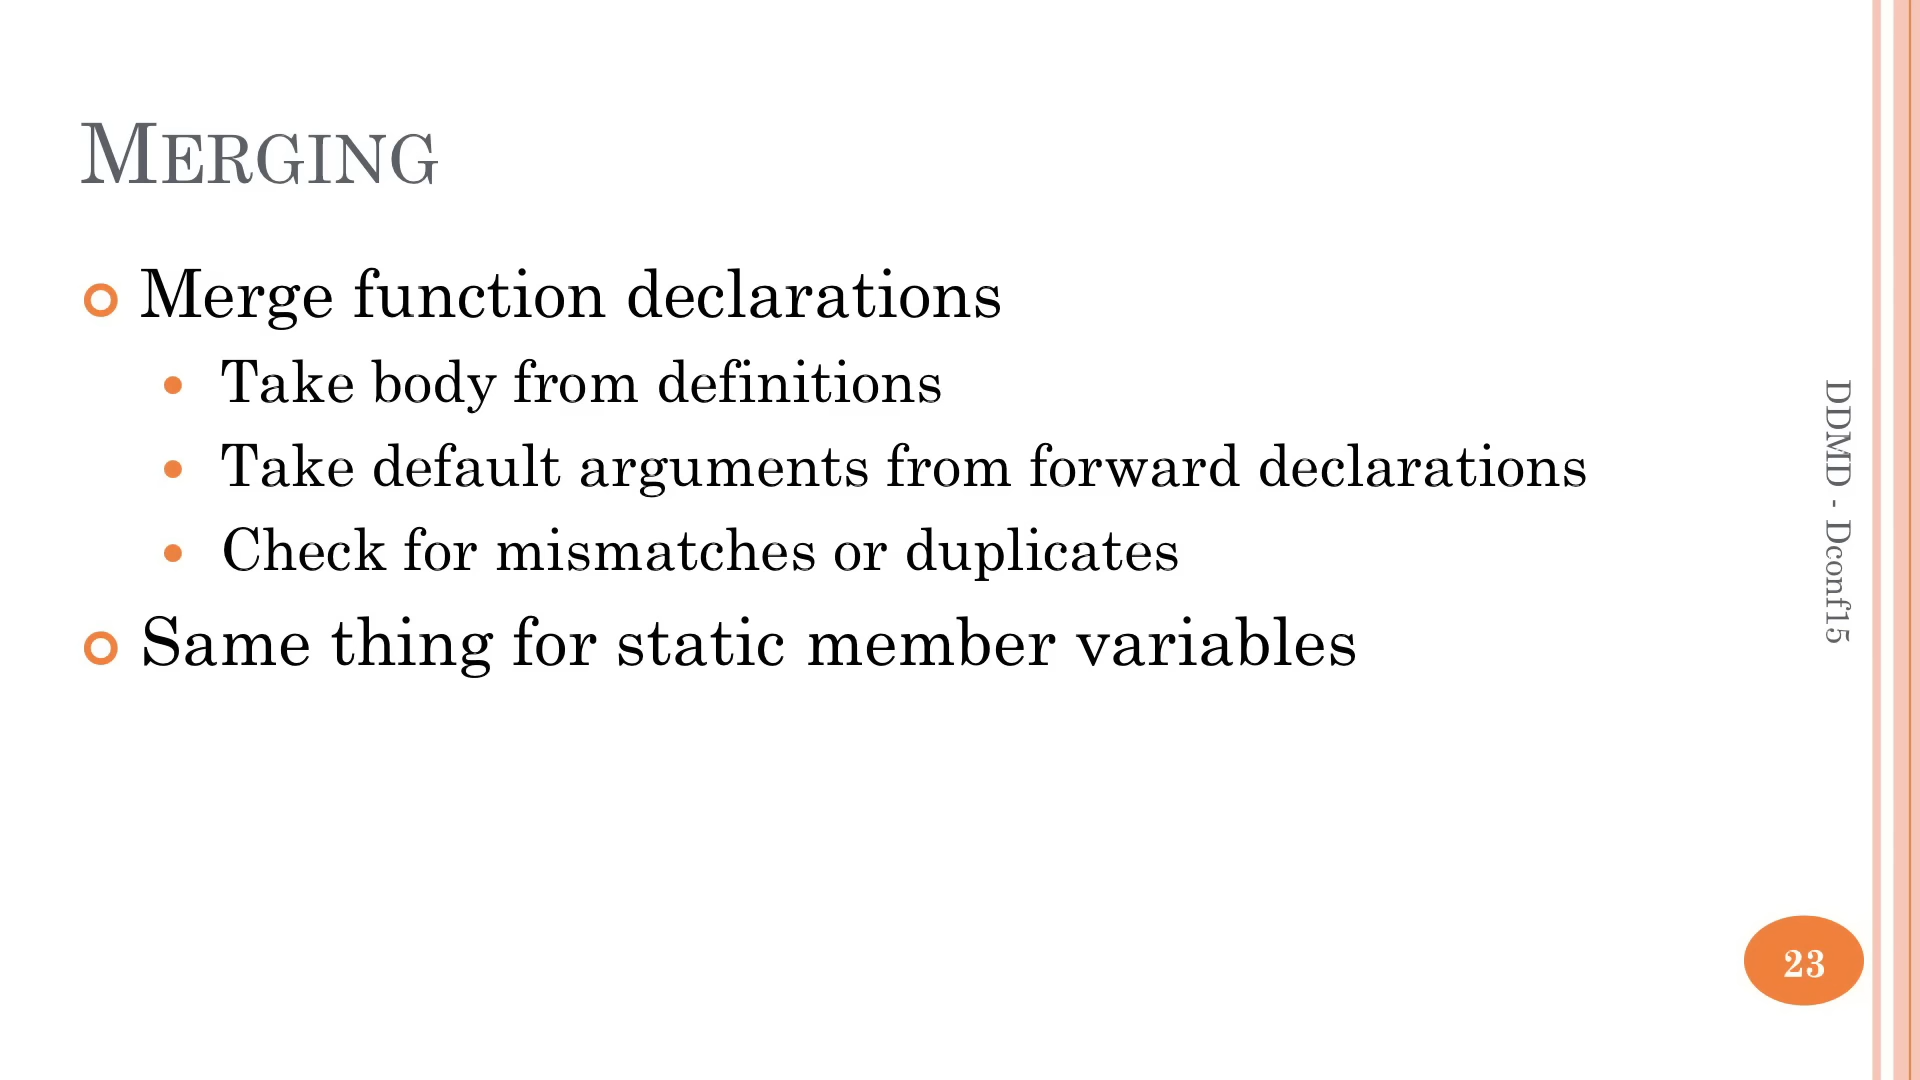 MERGING
Merge function declarations
Take body from definitions
Take default arguments from forward declarations
Check for mismatches or duplicates
Same thing for static member variables
DDMD - Dconf15
23